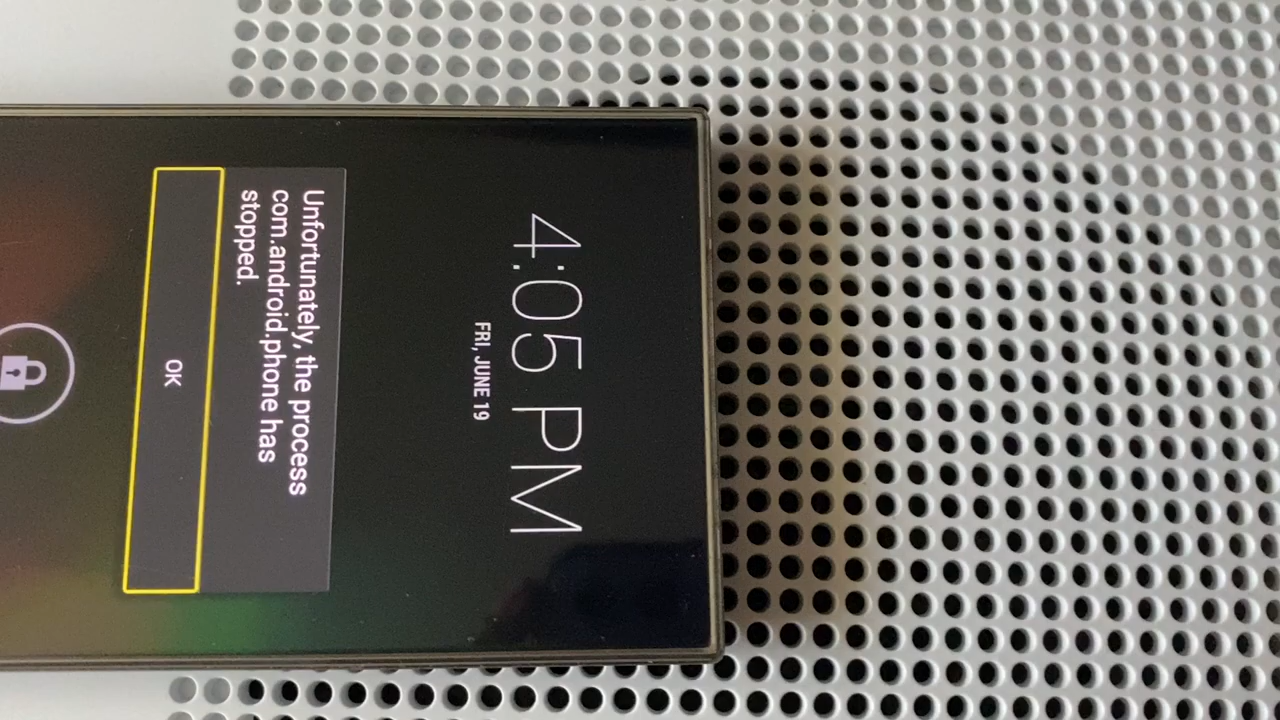 4:05 PM
FRI, JUNE 19
Unfortunately, the process
com.android.phone has
stopped.
OK